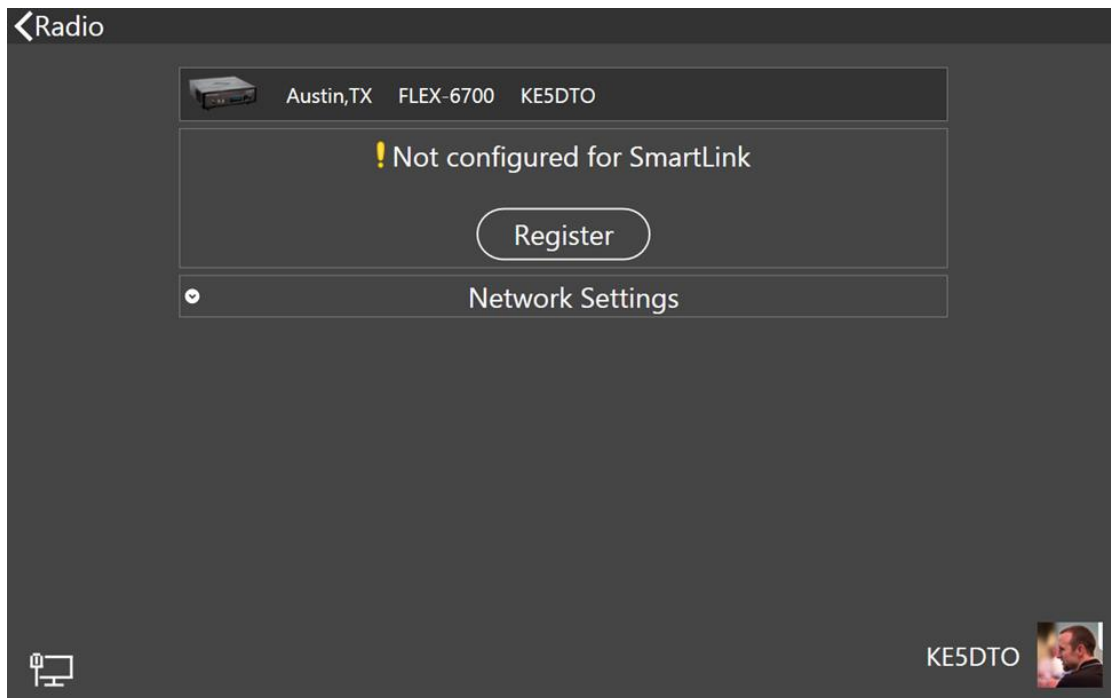 Radio
Austin,TX FLEX-6700 KE5DTO
Not configured for SmartLink
Register
Network Settings
KE5DTO